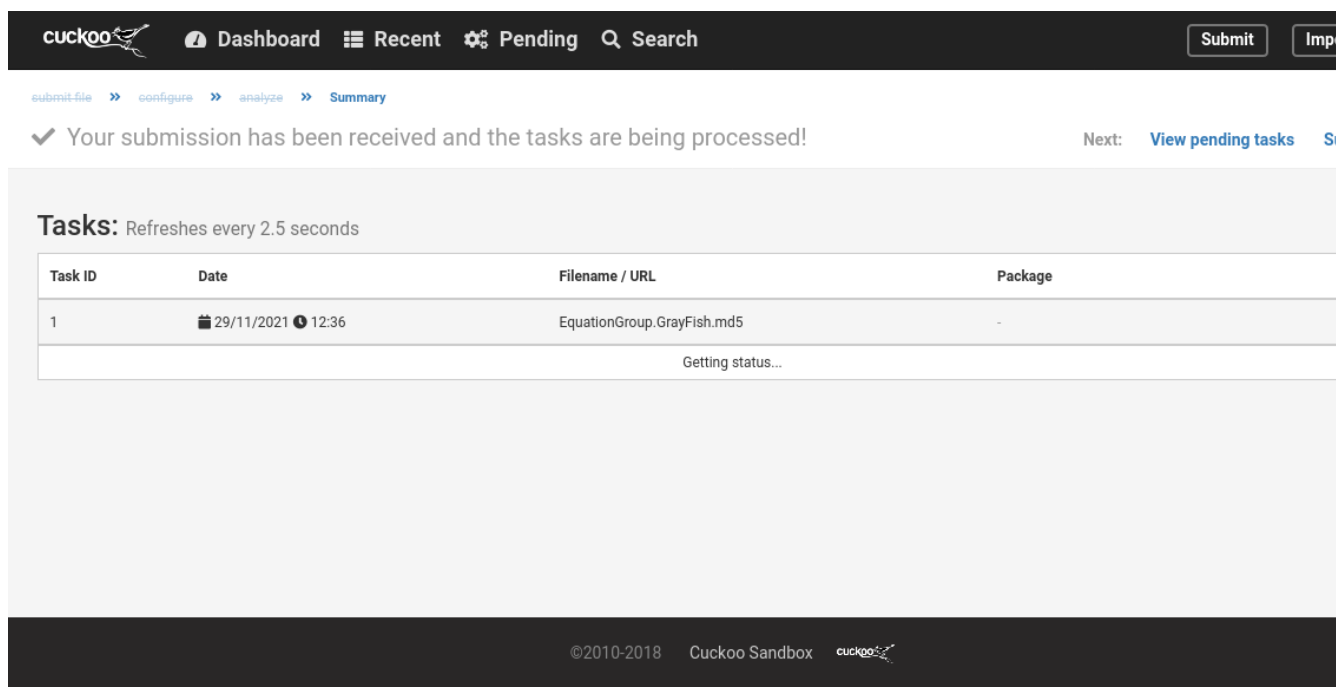 cuckoo Dashboard Recent Pending Search Submit Impo
submit file » configure » analyze » Summary
Your submission has been received and the tasks are being processed!
Next: View pending tasks
Tasks: Refreshes every 2.5 seconds
Task ID Date Filename / URL Package
1 29/11/2021 12:36 EquationGroup.GrayFish.md5 -
Getting status...
©2010-2018 Cuckoo Sandbox cuckoo